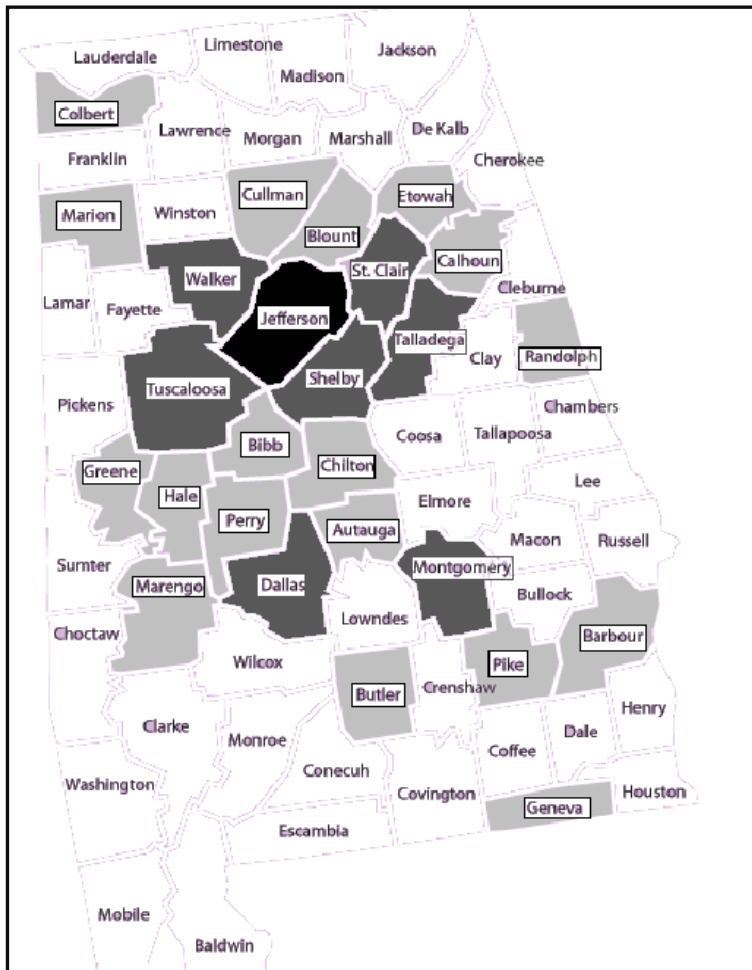 Limestone
Jackson
Lauderdale
Madison
Colbert
Lawrence
Morgan
Marshall
De Kalb
Franklin
Cherokee
Cullman
Etowah
Marion
Winston
Blount
St. Clair
Calhoun
Walker
Cleburne
Lamar
Fayette
Jefferson
Talladega
Clay
Randolph
Shelby
Tuscaloosa
Pickens
Chambers
Coosa
Tallapoosa
Bibb
Chilton
Greene
Hale
Lee
Elmore
Perry
Autauga
Macon
Russell
Sumter
Montgomery
Marengo
Dallas
Bullock
Lowndes
Choctaw
Barbour
Wilcox
Pike
Butler
Crenshaw
Henry
Clarke
Dale
Monroe
Coffee
Conecuh
Washington
Covington
Houston
Geneva
Escambia
Mobile
Baldwin